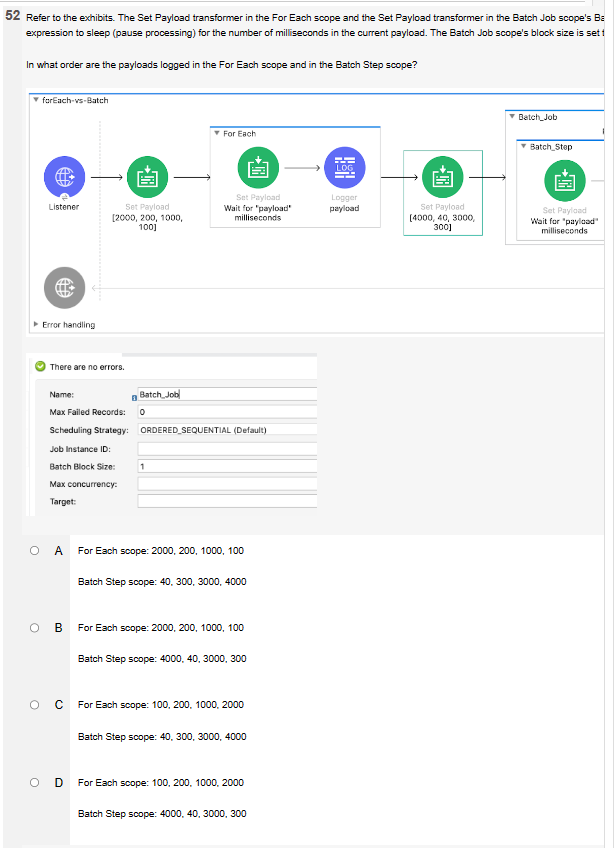 52 Refer to the exhibits. The Set Payload transformer in the For Each scope and the Set Payload transformer in the Batch Job scope's
expression to sleep (pause processing) for the number of milliseconds in the current payload. The Batch Job scope's block size is set
In what order are the payloads logged in the For Each scope and in the Batch Step scope?
forEach-vs-Batch
Batch_Job
For Each
Batch_Step
LOG
Listener
Set Payload
[2000, 200, 1000,
100]
Set Payload
Wait for "payload"
milliseconds
Logger
payload
Set Payload
[4000, 40, 3000,
300]
Set Payload
Wait for "payload"
milliseconds
Error handling
There are no errors.
Name: Batch_Job
Max Failed Records: 0
Scheduling Strategy: ORDERED_SEQUENTIAL (Default)
Job Instance ID:
Batch Block Size: 1
Max concurrency:
Target:
A For Each scope: 2000, 200, 1000, 100
Batch Step scope: 40, 300, 3000, 4000
B For Each scope: 2000, 200, 1000, 100
Batch Step scope: 4000, 40, 3000, 300
C For Each scope: 100, 200, 1000, 2000
Batch Step scope: 40, 300, 3000, 4000
D For Each scope: 100, 200, 1000, 2000
Batch Step scope: 4000, 40, 3000, 300